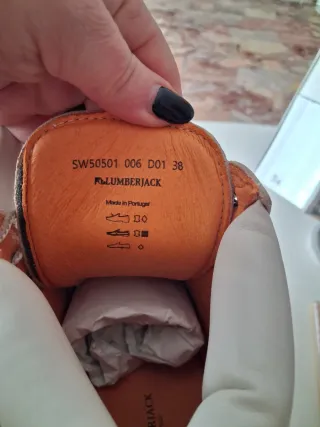 SW50501 006 D01 38
LUMBERJACK
Made in Portugal